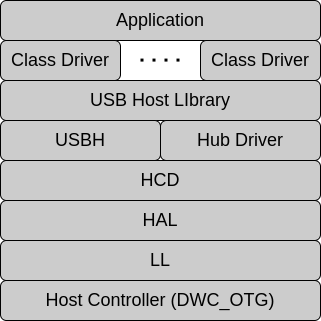 Application
Class Driver . . . . Class Driver
USB Host LIbrary
USBH Hub Driver
HCD
HAL
LL
Host Controller (DWC_OTG)